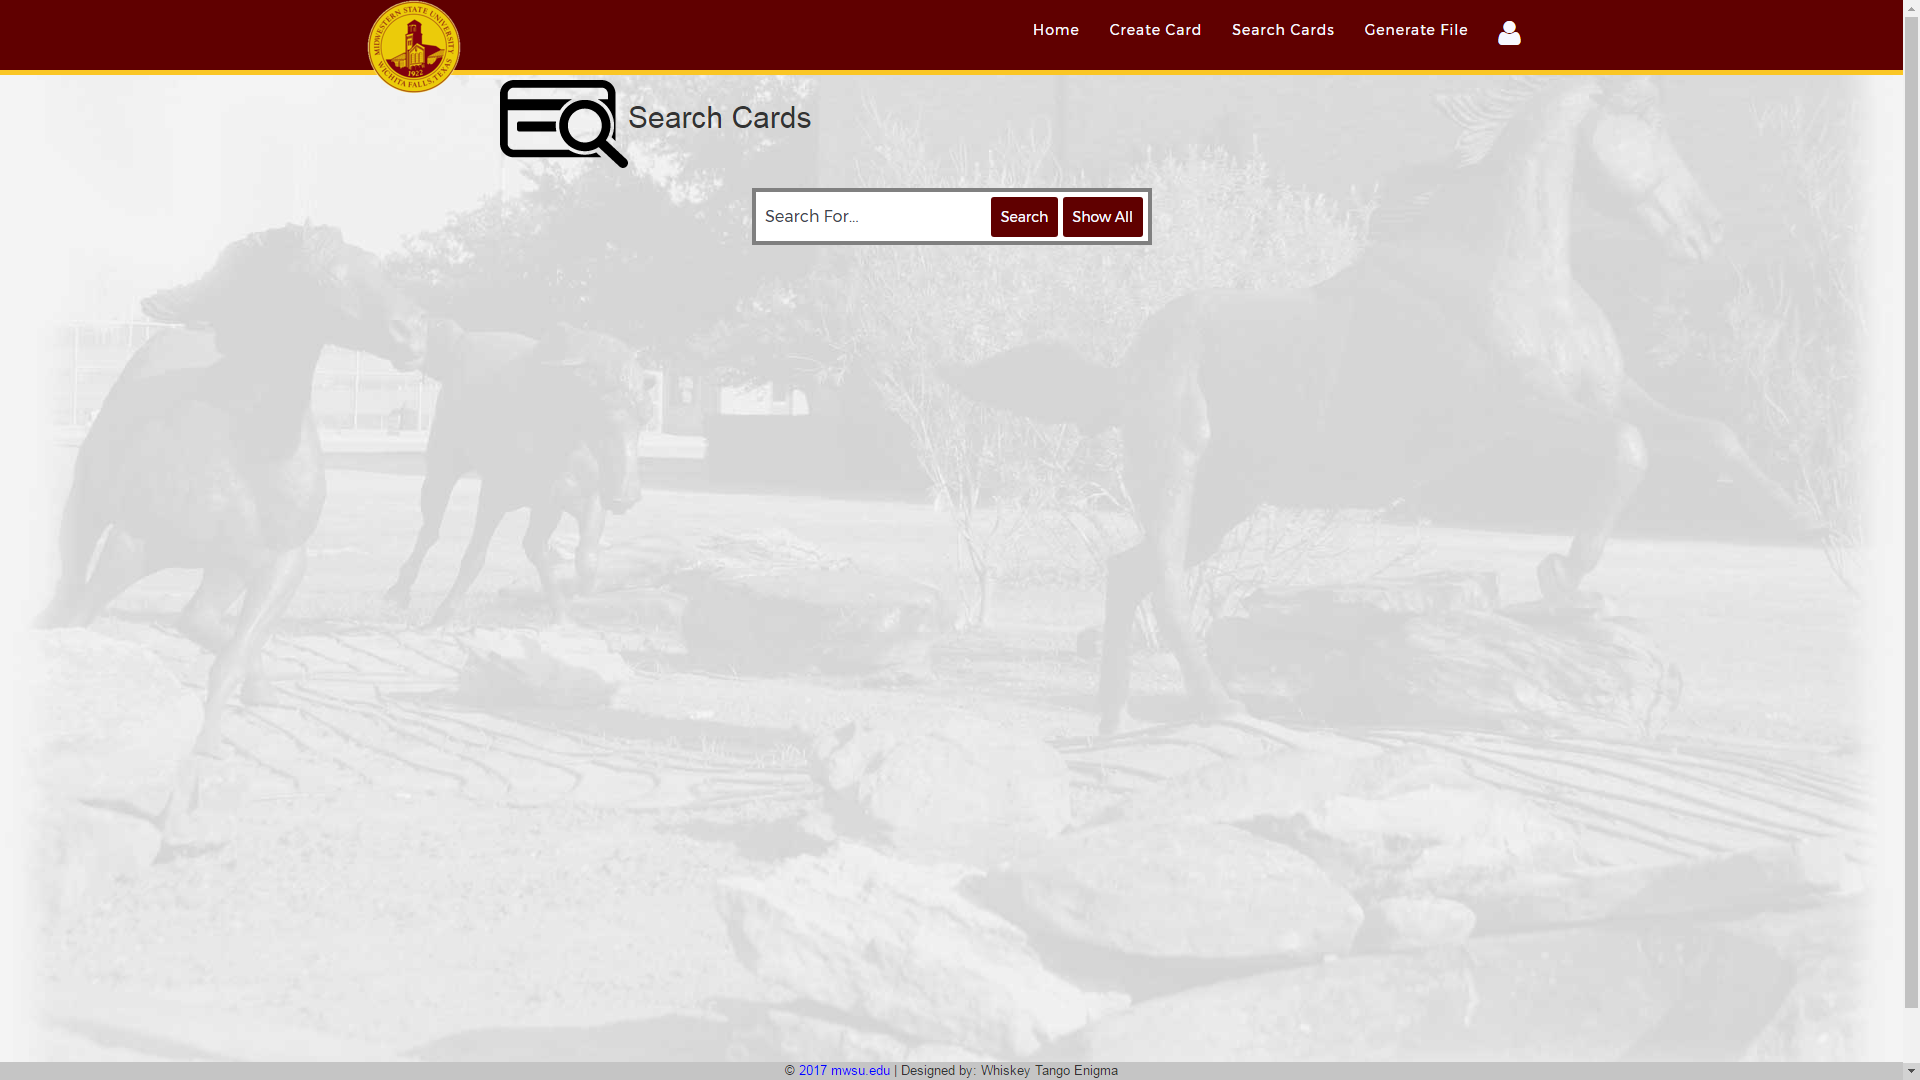 MIDWESTERN STATE UNIVERSITY
1922
WICHITA FALLS, TEXAS
Home Create Card Search Cards Generate File
Search Cards
Search For... Search Show All
© 2017 mwsu.edu | Designed by: Whiskey Tango Enigma